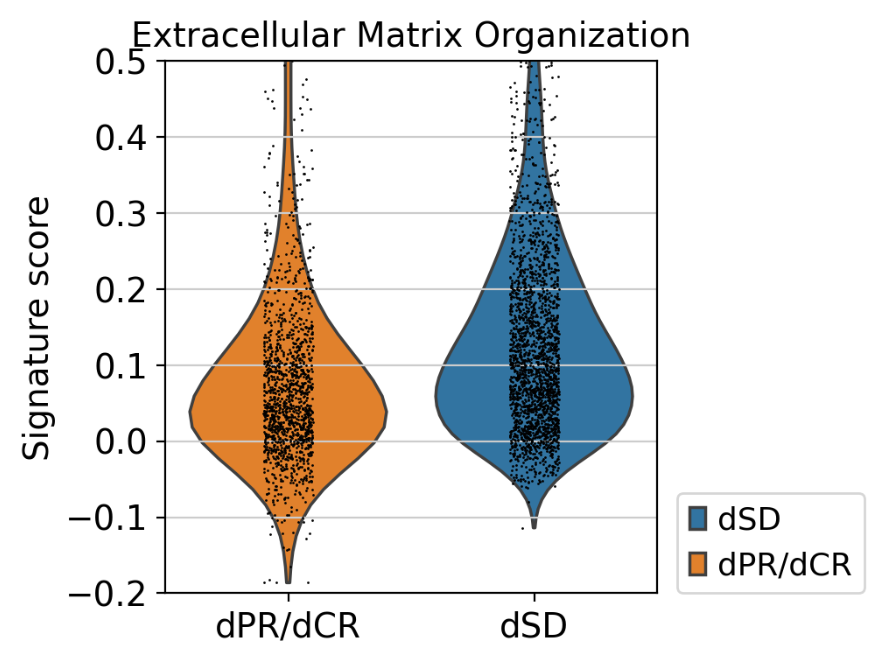 Extracellular Matrix Organization
Signature score
0.5
0.4
0.3
0.2
0.1
0.0
−0.1
−0.2
dPR/dCR
dSD
dSD
dPR/dCR